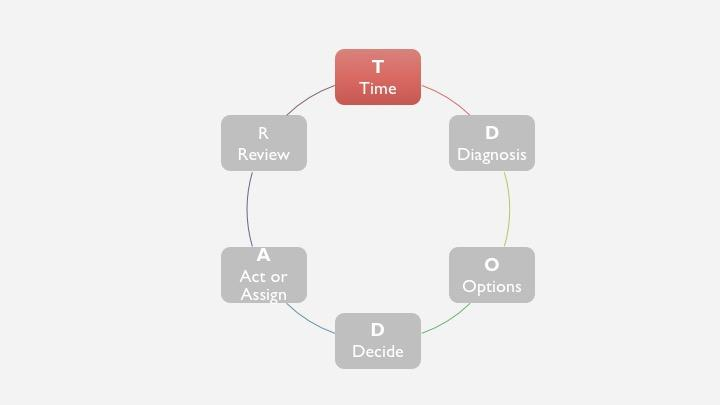 T
Time
D
Diagnosis
O
Options
D
Decide
A
Act or
Assign
R
Review